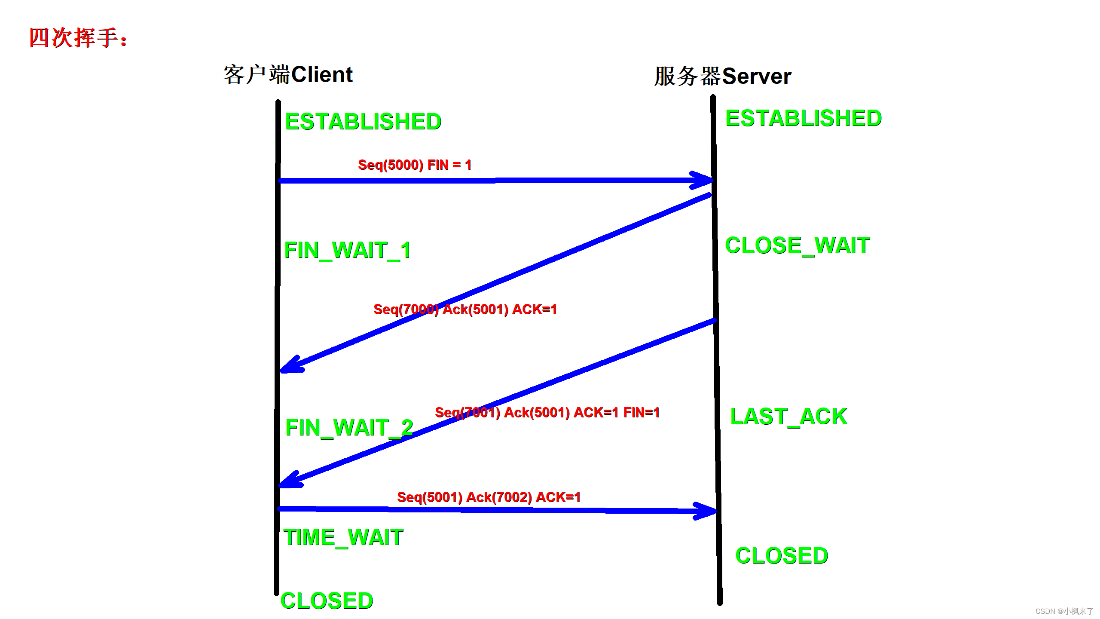 四次挥手：
客户端Client
服务器Server
ESTABLISHED
ESTABLISHED
Seq(5000) FIN = 1
FIN_WAIT_1
CLOSE_WAIT
Seq(7000) Ack(5001) ACK=1
Seq(7001) Ack(5001) ACK=1 FIN=1
FIN_WAIT_2
LAST_ACK
Seq(5001) Ack(7002) ACK=1
TIME_WAIT
CLOSED
CLOSED
CSDN @小枫来了